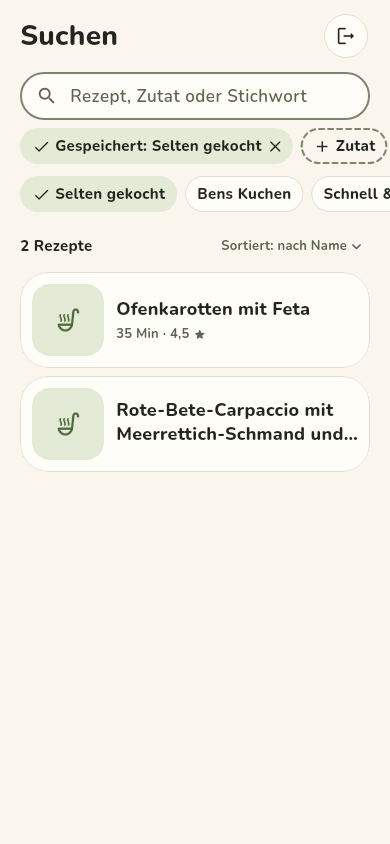 Suchen
Rezept, Zutat oder Stichwort
Gespeichert: Selten gekocht
Zutat
Selten gekocht
Bens Kuchen
Schnell &
2 Rezepte
Sortiert: nach Name
Ofenkarotten mit Feta
35 Min · 4,5
Rote-Bete-Carpaccio mit
Meerrettich-Schmand und...